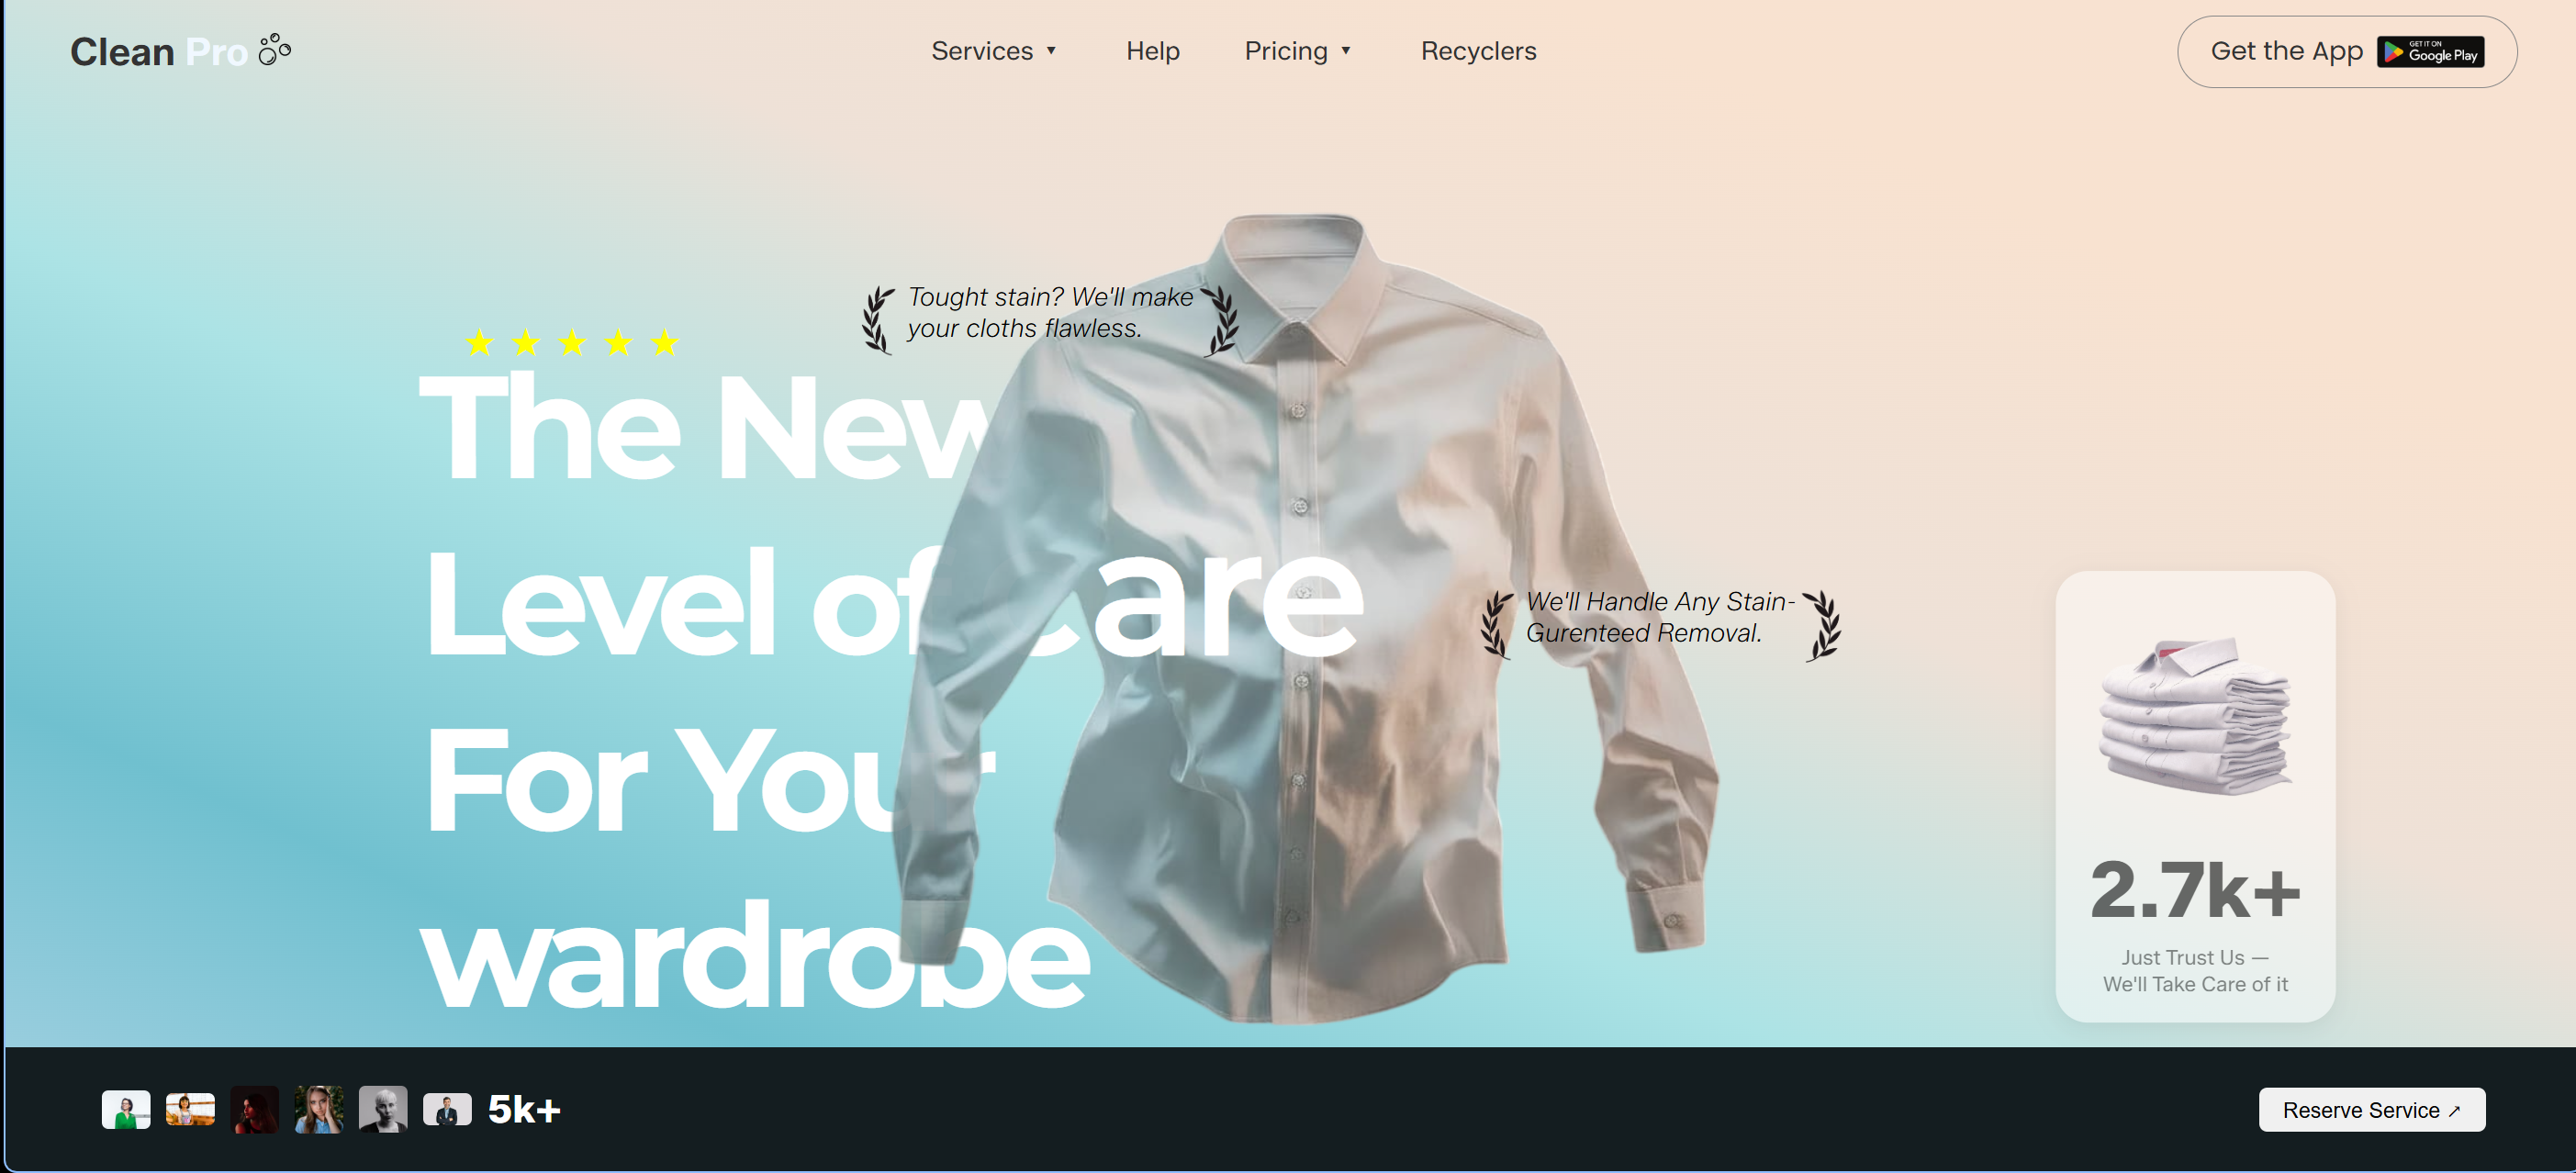 Clean Pro
Services ▼
Help
Pricing ▼
Recyclers
Get the App
GET IT ON
Google Play
Tought stain? We'll make
your cloths flawless.
★ ★ ★ ★ ★
The New
Level of Care
For Your
wardrobe
We'll Handle Any Stain-
Gurenteed Removal.
2.7k+
Just Trust Us —
We'll Take Care of it
5k+
Reserve Service ↗